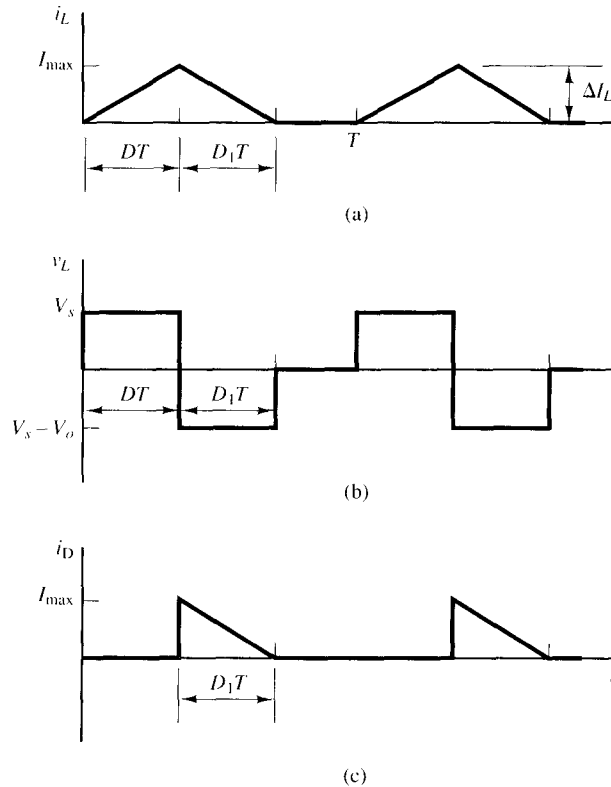 i_L
I_max
ΔI_L
T
DT
D_1T
(a)
v_L
V_s
DT
D_1T
V_s − V_o
(b)
i_D
I_max
D_1T
(c)